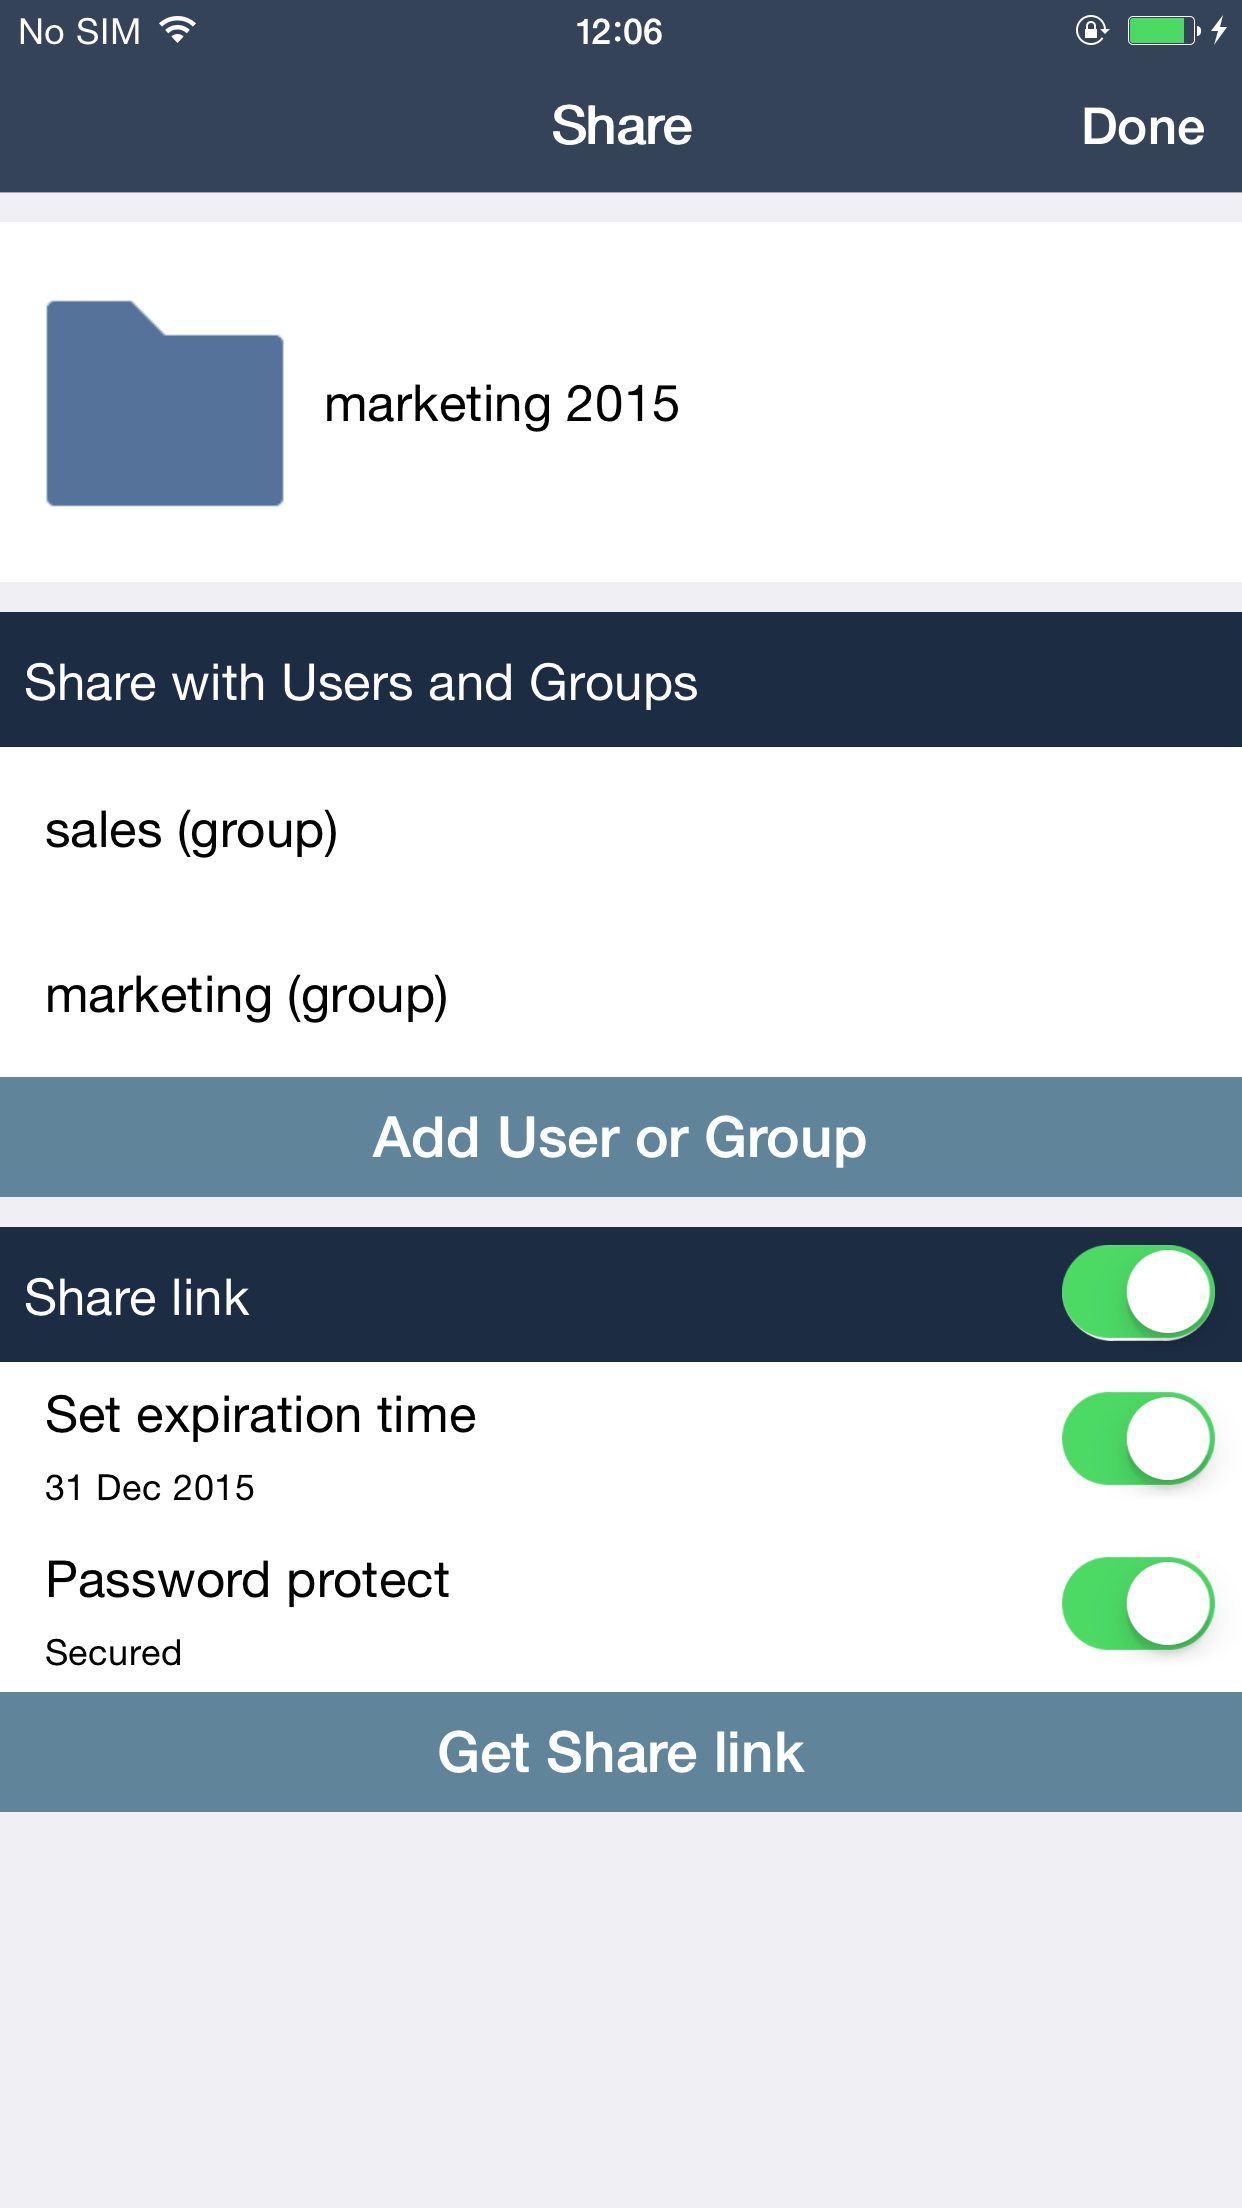 No SIM
12:06
Share
Done
marketing 2015
Share with Users and Groups
sales (group)
marketing (group)
Add User or Group
Share link
Set expiration time
31 Dec 2015
Password protect
Secured
Get Share link